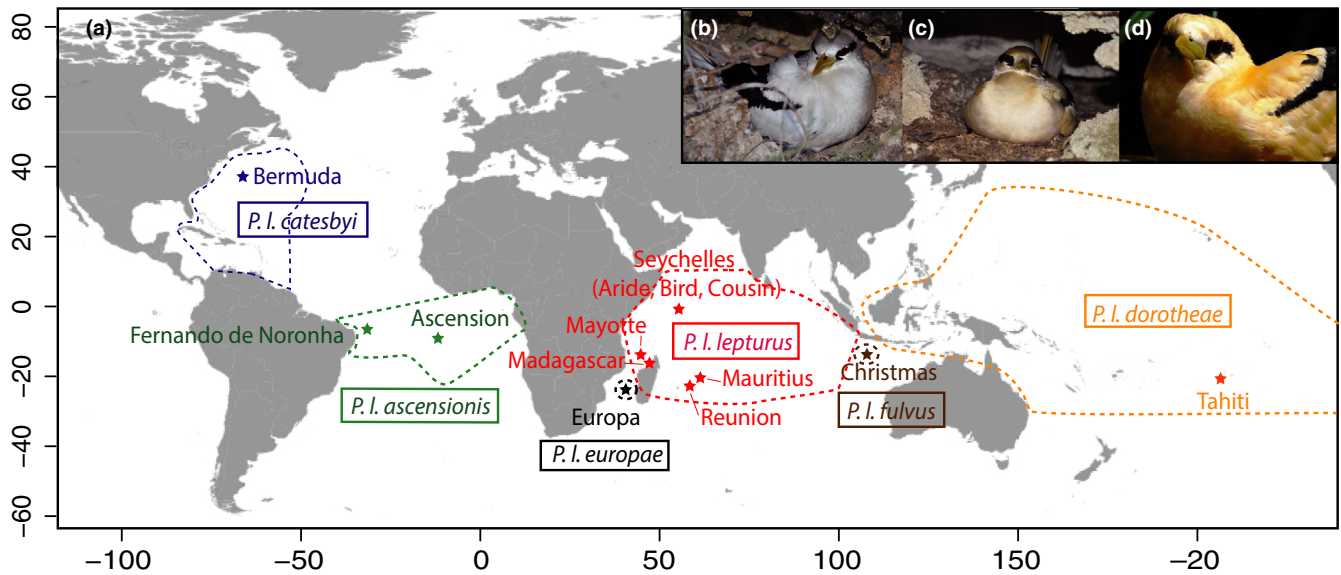 (a)
(b)
(c)
(d)
80
60
40
20
0
−20
−40
−60
Bermuda
P. l. catesbyi
Fernando de Noronha
Ascension
P. l. ascensionis
Seychelles
(Aride, Bird, Cousin)
Mayotte
P. l. lepturus
Madagascar
Mauritius
Reunion
Europa
P. l. europae
Christmas
P. l. fulvus
P. l. dorotheae
Tahiti
−100
−50
0
50
100
150
−20